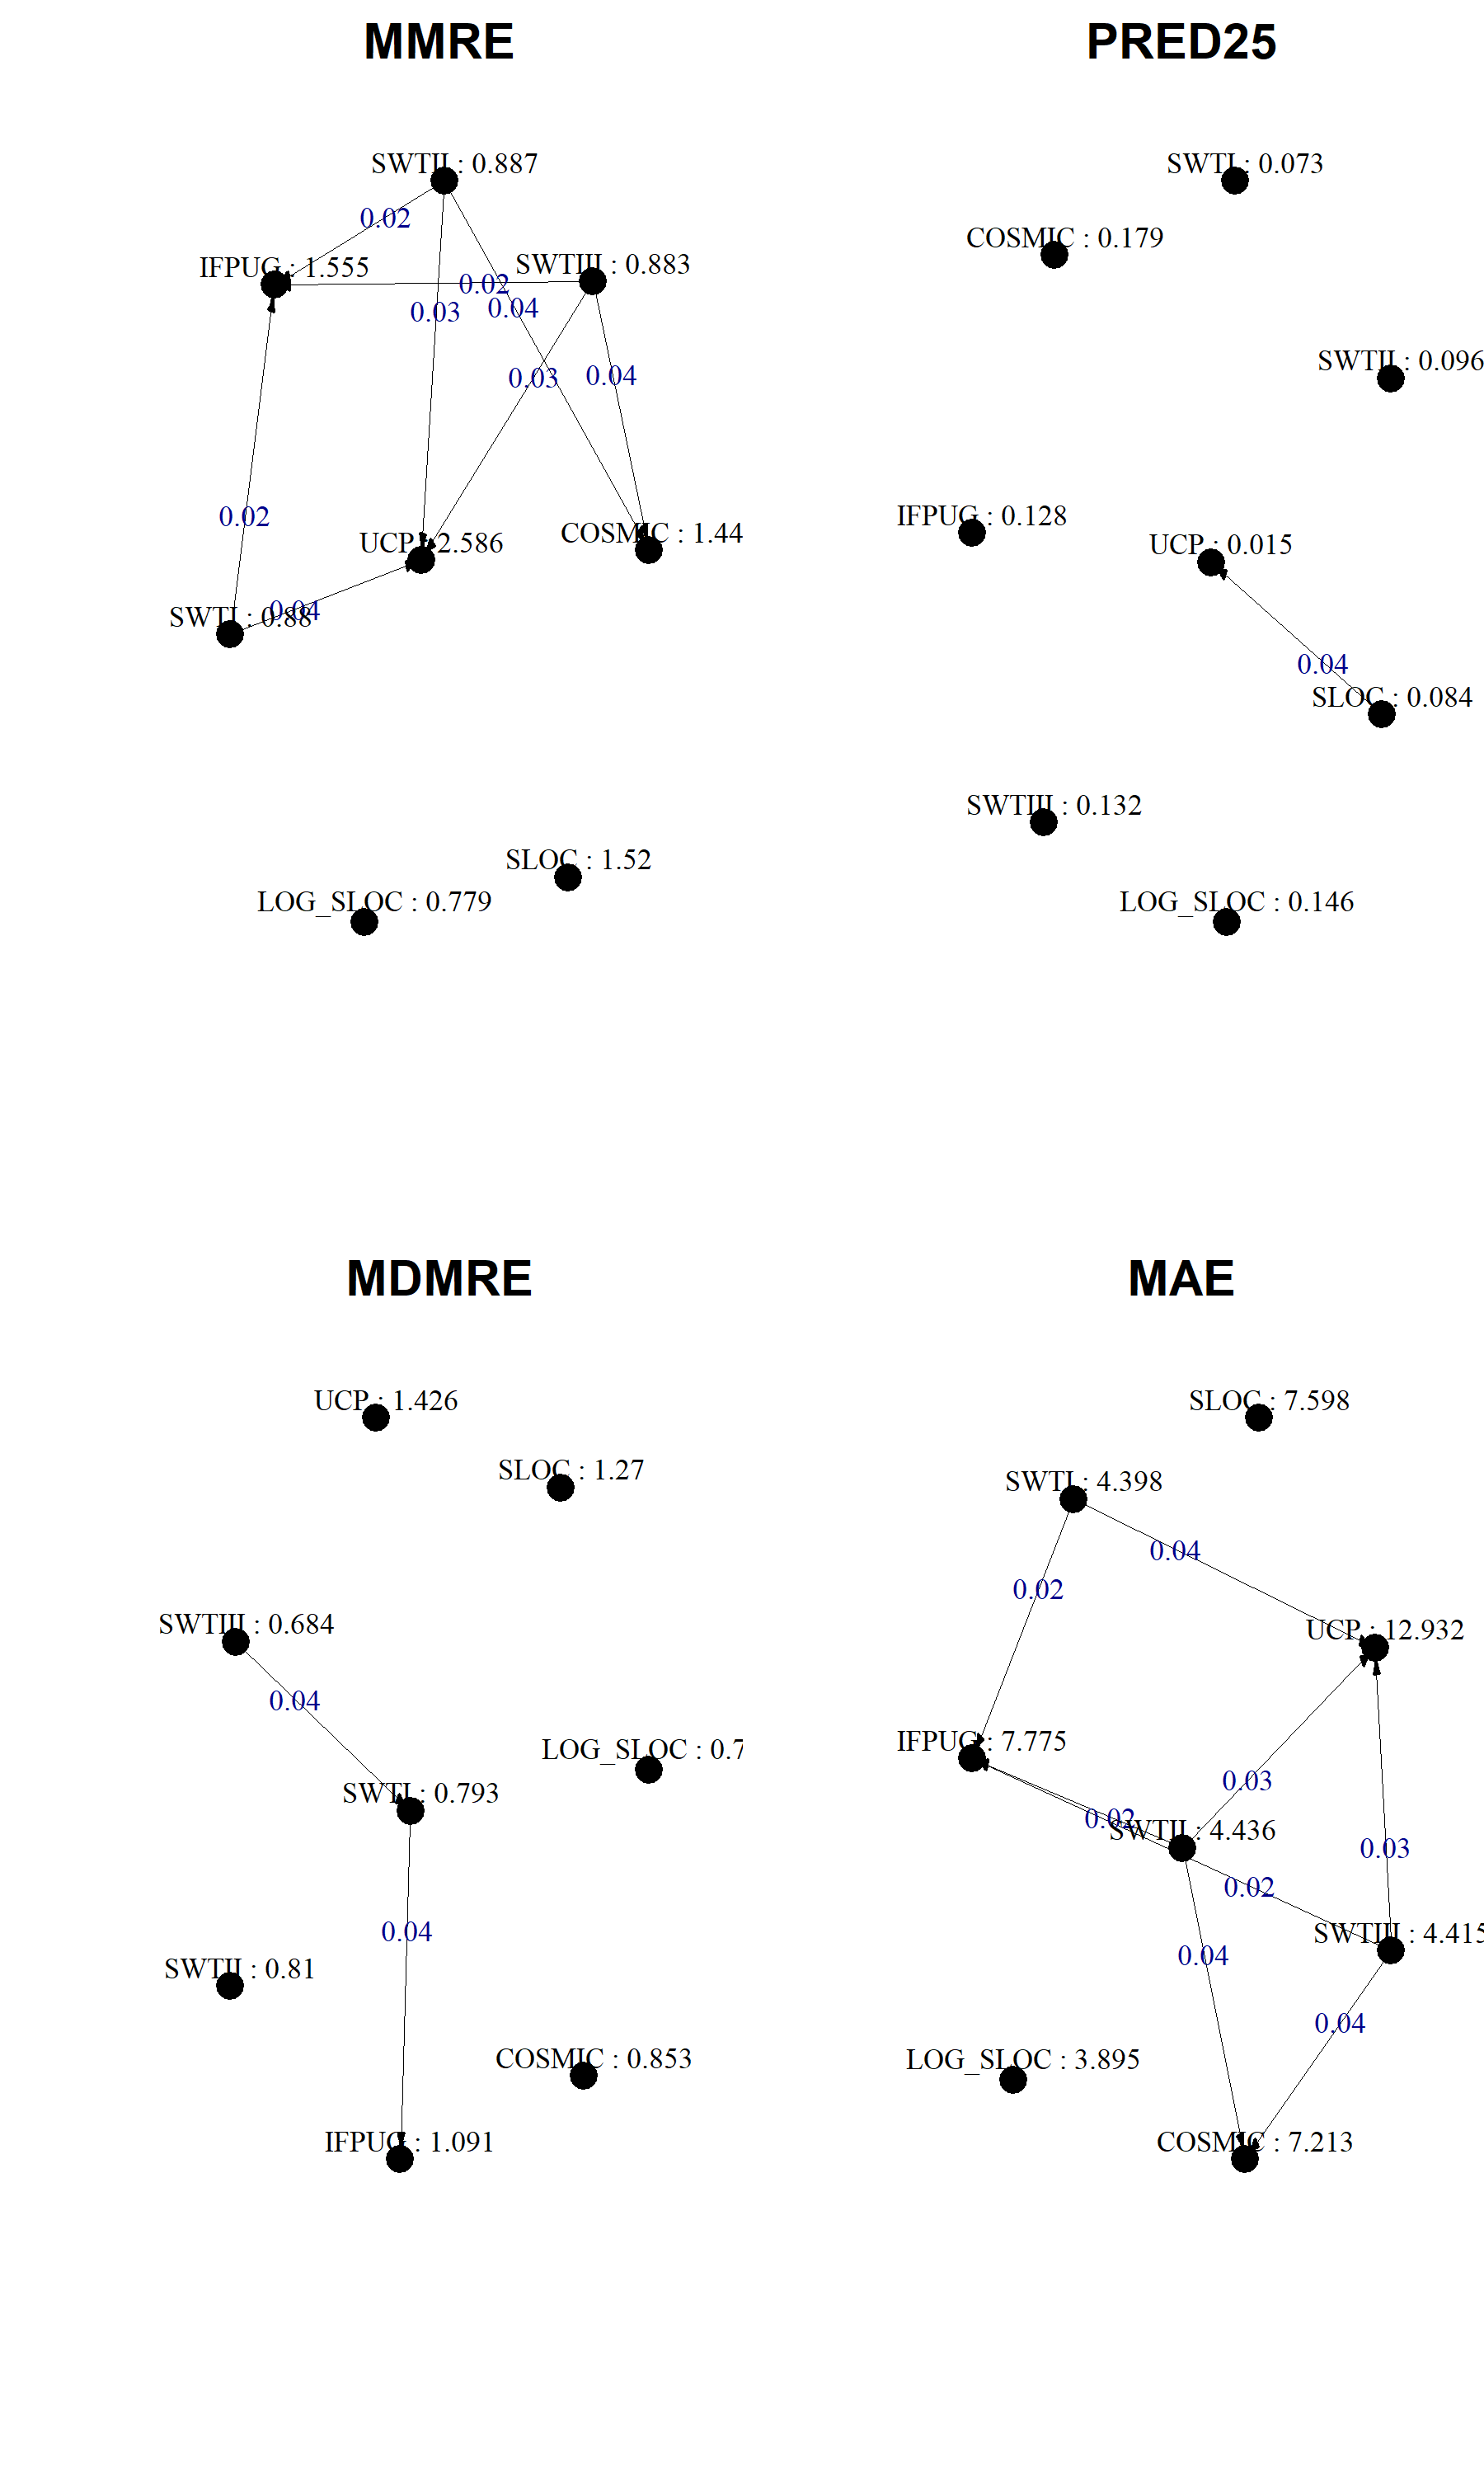 MMRE
SWTII : 0.887
0.02
IFPUG : 1.555
SWTIII : 0.883
0.02
0.03
0.04
0.03
0.04
0.02
UCP : 2.586
COSMIC : 1.44
SWTI : 0.88
0.04
SLOC : 1.52
LOG_SLOC : 0.779
PRED25
SWTI : 0.073
COSMIC : 0.179
SWTII : 0.096
IFPUG : 0.128
UCP : 0.015
0.04
SLOC : 0.084
SWTIII : 0.132
LOG_SLOC : 0.146
MDMRE
UCP : 1.426
SLOC : 1.27
SWTIII : 0.684
0.04
LOG_SLOC : 0.7
SWTI : 0.793
0.04
SWTII : 0.81
COSMIC : 0.853
IFPUG : 1.091
MAE
SLOC : 7.598
SWTI : 4.398
0.04
0.02
UCP : 12.932
IFPUG : 7.775
0.03
0.02
SWTII : 4.436
0.03
0.02
SWTIII : 4.415
0.04
0.04
LOG_SLOC : 3.895
COSMIC : 7.213